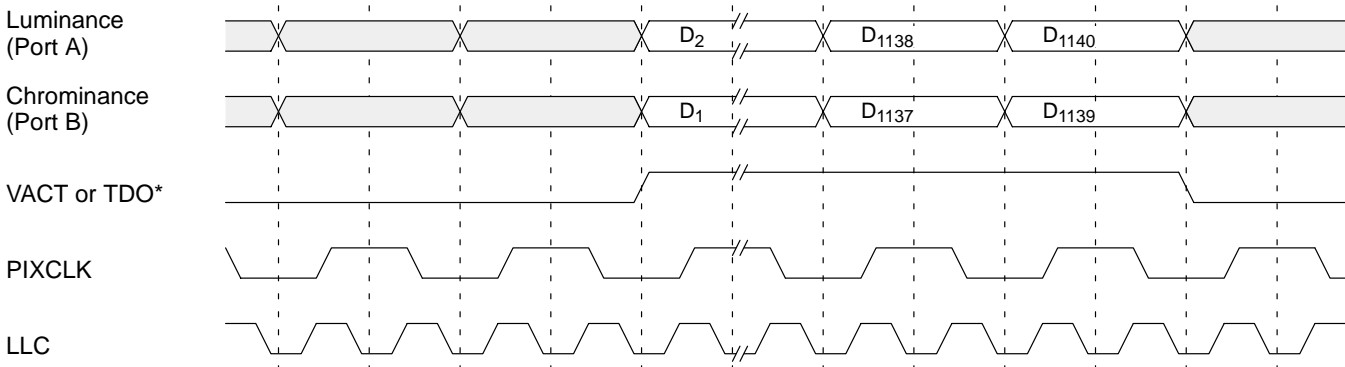 Luminance
(Port A)
D2
D1138
D1140
Chrominance
(Port B)
D1
D1137
D1139
VACT or TDO*
PIXCLK
LLC